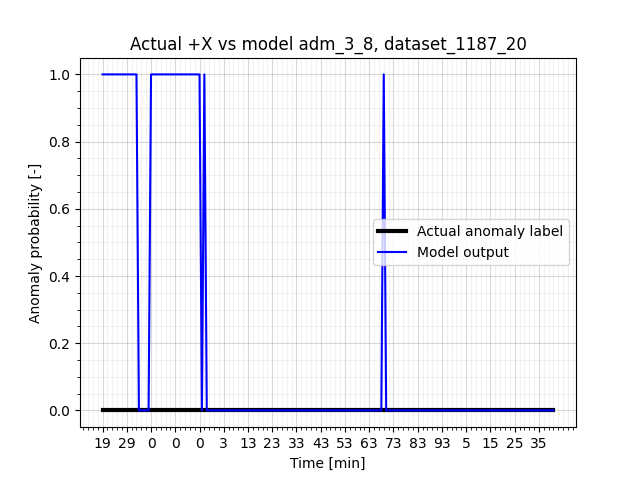 Actual +X vs model adm_3_8, dataset_1187_20
1.0
0.8
0.6
0.4
0.2
0.0
Anomaly probability [-]
Actual anomaly label
Model output
19 29 0 0 0 3 13 23 33 43 53 63 73 83 93 5 15 25 35
Time [min]